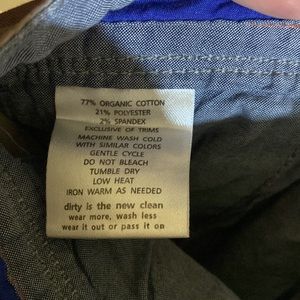 77% ORGANIC COTTON
21% POLYESTER
2% SPANDEX
EXCLUSIVE OF TRIMS
MACHINE WASH COLD
WITH SIMILAR COLORS
GENTLE CYCLE
DO NOT BLEACH
TUMBLE DRY
LOW HEAT
IRON WARM AS NEEDED
dirty is the new clean
wear more, wash less
wear it out or pass it on